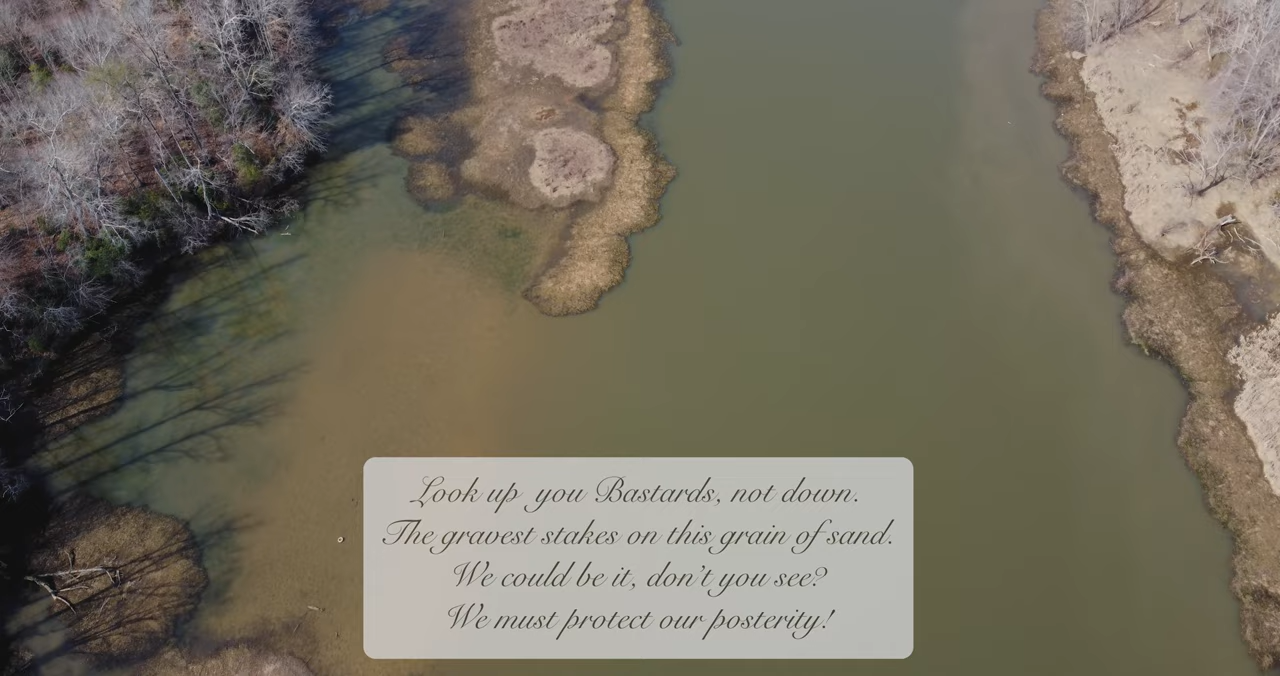 Look up you Bastards, not down.
The gravest stakes on this grain of sand.
We could be it, don't you see?
We must protect our posterity!